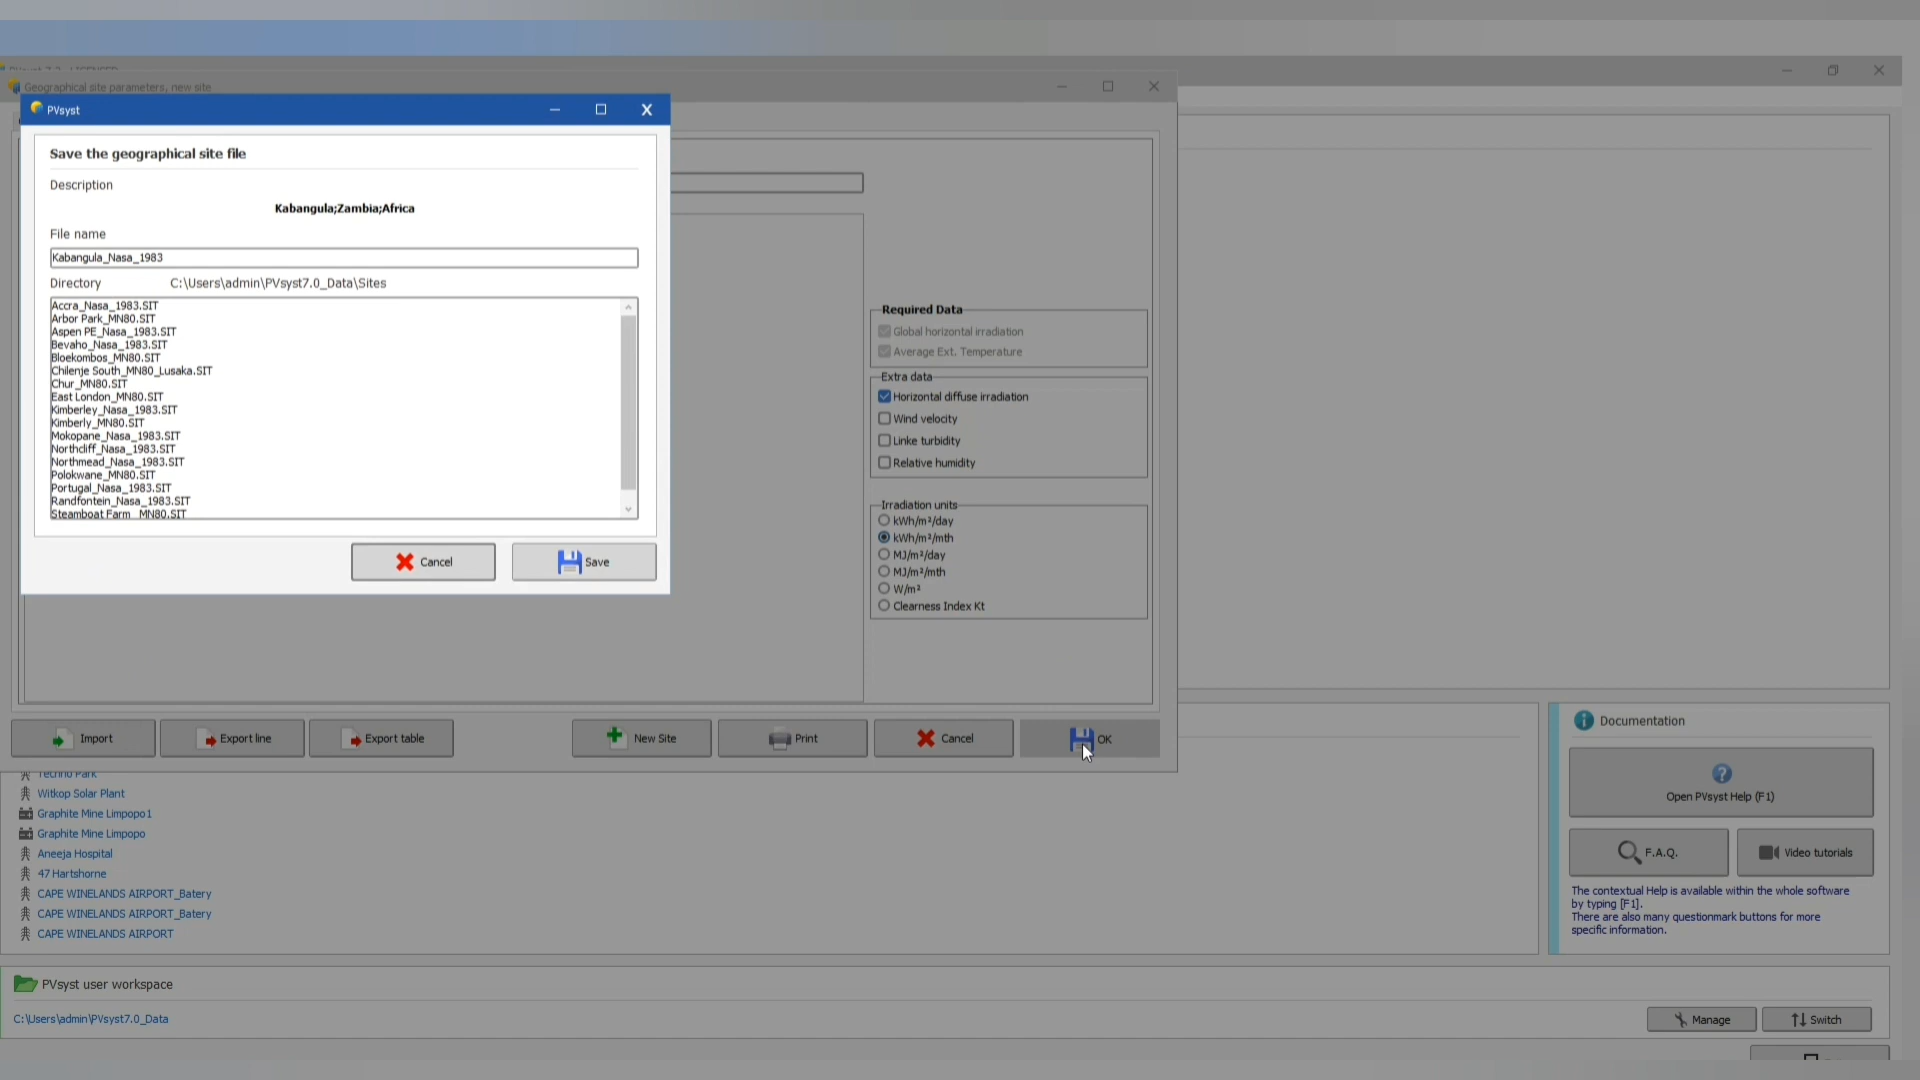 PVsyst 7.2 - LICENSED
Geographical site parameters, new site
PVsyst
Save the geographical site file
Description
Kabangula;Zambia;Africa
File name
Kabangula_Nasa_1983
Directory C:\Users\admin\PVsyst7.0_Data\Sites
Accra_Nasa_1983.SIT
Arbor Park_MN80.SIT
Aspen PE_Nasa_1983.SIT
Bevaho_Nasa_1983.SIT
Bloekombos_MN80.SIT
Chilenje South_MN80_Lusaka.SIT
Chur_MN80.SIT
East London_MN80.SIT
Kimberley_Nasa_1983.SIT
Kimberly_MN80.SIT
Mokopane_Nasa_1983.SIT
Northcliff_Nasa_1983.SIT
Northmead_Nasa_1983.SIT
Polokwane_MN80.SIT
Portugal_Nasa_1983.SIT
Randfontein_Nasa_1983.SIT
Steamboat Farm _MN80.SIT
Cancel
Save
Required Data
Global horizontal irradiation
Average Ext. Temperature
Extra data
Horizontal diffuse irradiation
Wind velocity
Linke turbidity
Relative humidity
Irradiation units
kWh/m²/day
kWh/m²/mth
MJ/m²/day
MJ/m²/mth
W/m²
Clearness Index Kt
Import
Export line
Export table
New Site
Print
Cancel
OK
Techno Park
Witkop Solar Plant
Graphite Mine Limpopo1
Graphite Mine Limpopo
Aneeja Hospital
47 Hartshorne
CAPE WINELANDS AIRPORT_Batery
CAPE WINELANDS AIRPORT_Batery
CAPE WINELANDS AIRPORT
Documentation
Open PVsyst Help (F1)
F.A.Q.
Video tutorials
The contextual Help is available within the whole software
by typing [F1].
There are also many questionmark buttons for more
specific information.
PVsyst user workspace
C:\Users\admin\PVsyst7.0_Data
Manage
Switch